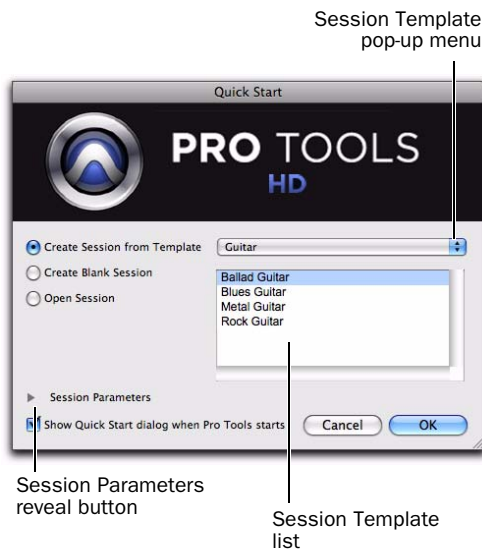 Session Template
pop-up menu
Quick Start
PRO TOOLS
HD
Create Session from Template
Guitar
Create Blank Session
Open Session
Ballad Guitar
Blues Guitar
Metal Guitar
Rock Guitar
Session Parameters
Show Quick Start dialog when Pro Tools starts
Cancel
OK
Session Parameters
reveal button
Session Template
list